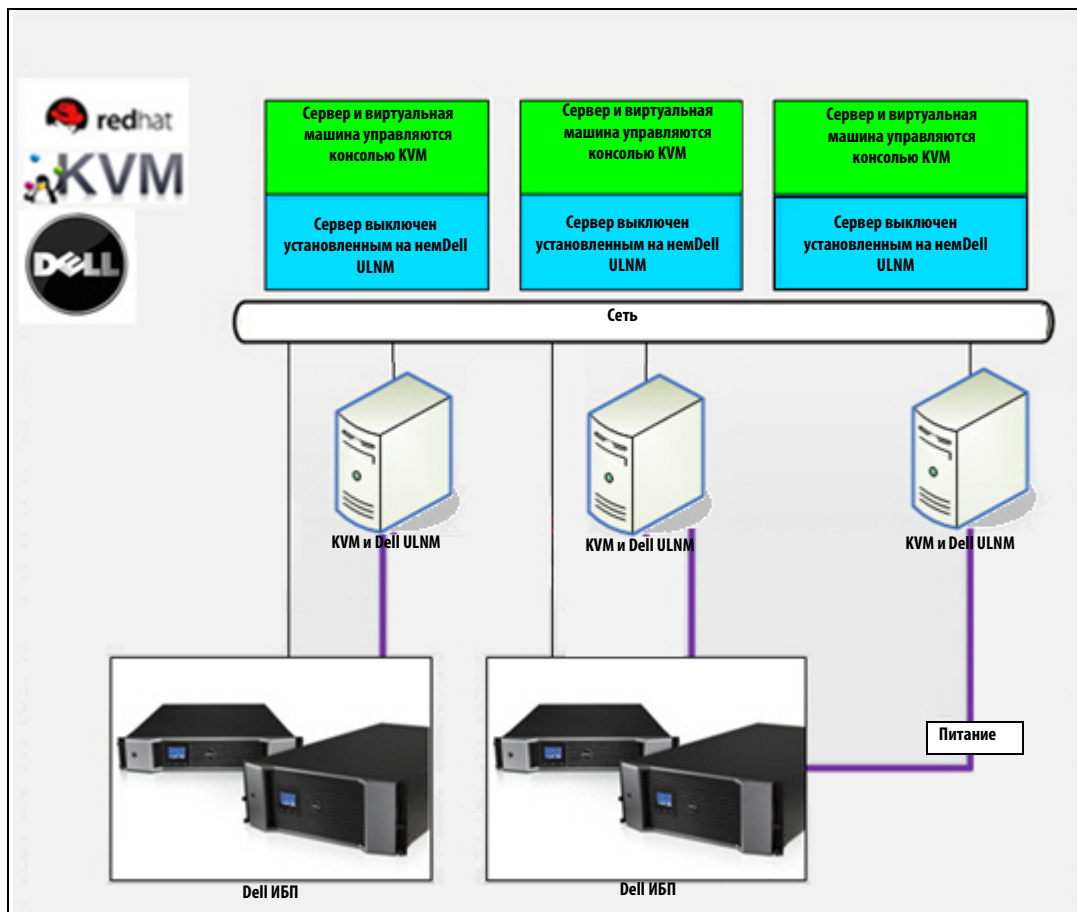 redhat
KVM
DELL
Сервер и виртуальная
машина управляются
консолью KVM
Сервер и виртуальная
машина управляются
консолью KVM
Сервер и виртуальная
машина управляются
консолью KVM
Сервер выключен
установленным на немDell
ULNM
Сервер выключен
установленным на немDell
ULNM
Сервер выключен
установленным на немDell
ULNM
Сеть
KVM и Dell ULNM
KVM и Dell ULNM
KVM и Dell ULNM
Питание
Dell ИБП
Dell ИБП